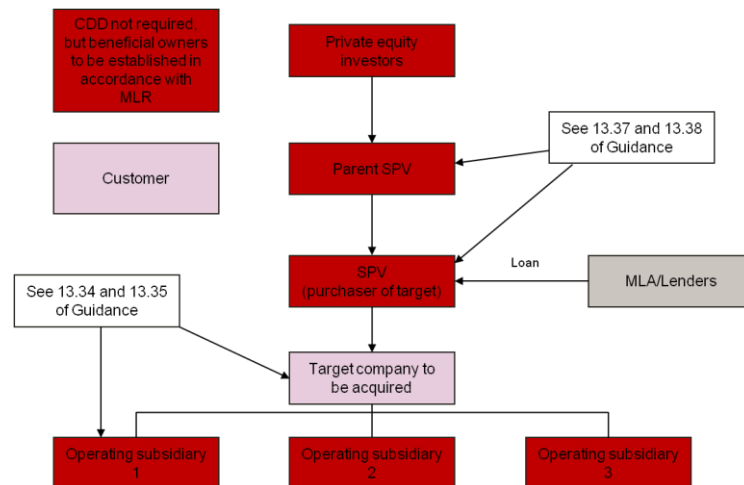 CDD not required,
but beneficial owners
to be established in
accordance with
MLR
Private equity
investors
See 13.37 and 13.38
of Guidance
Customer
Parent SPV
SPV
(purchaser of target)
Loan
MLA/Lenders
See 13.34 and 13.35
of Guidance
Target company to
be acquired
Operating subsidiary
1
Operating subsidiary
2
Operating subsidiary
3